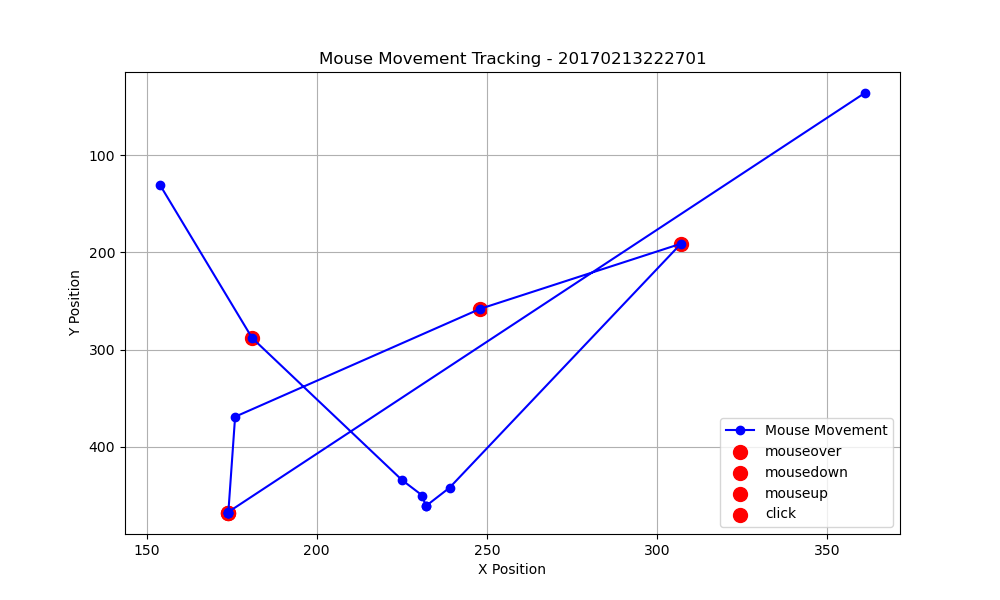 Mouse Movement Tracking - 20170213222701
100
200
300
400
Y Position
150
200
250
300
350
X Position
Mouse Movement
mouseover
mousedown
mouseup
click